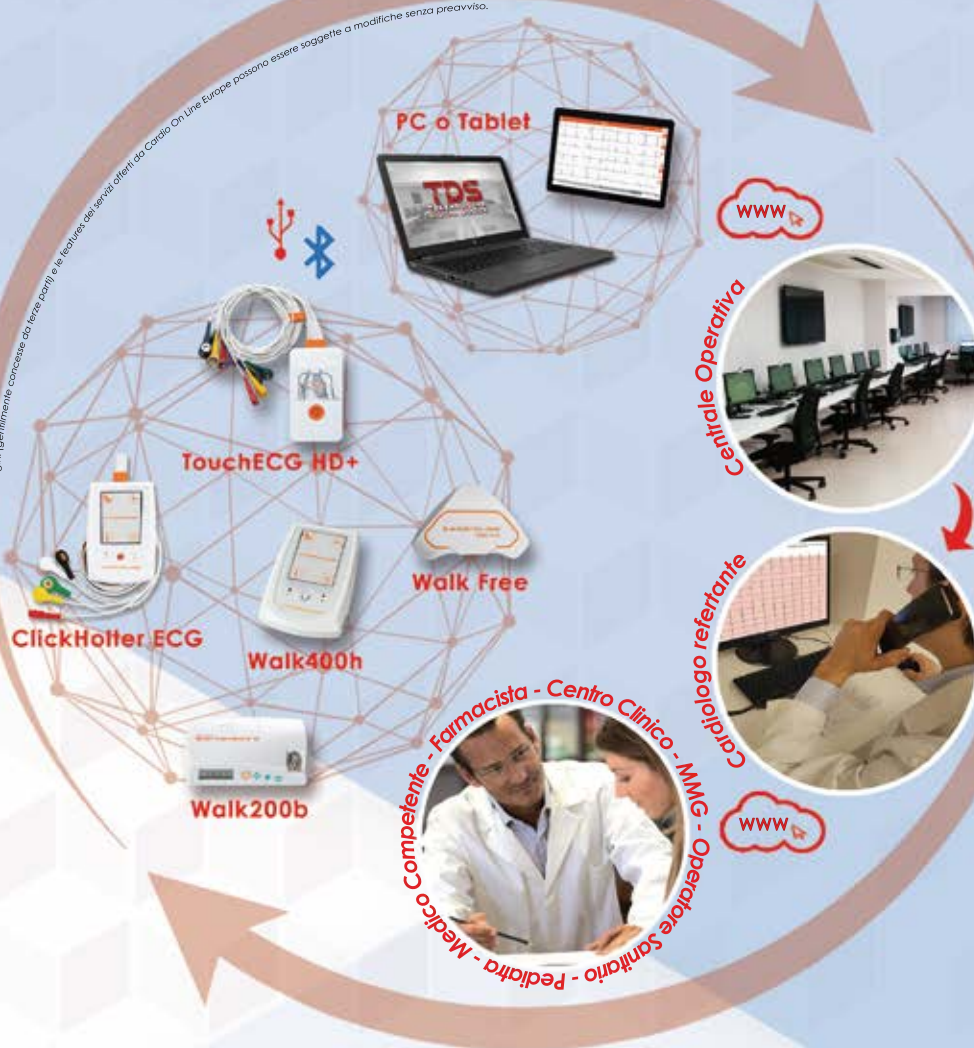 gentilmente concesse da terze parti) e le features dei servizi offerti da Cardio On Line Europe possono essere soggette a modifiche senza preavviso.
PC o Tablet
TDS
WWW
Centrale Operativa
TouchECG HD+
Walk Free
ClickHolter ECG
Walk400h
Cardiologo refertante
Walk200b
Medico Competente - Farmacista - Centro Clinico - MMG - Operatore Sanitario - Pediatra -
WWW